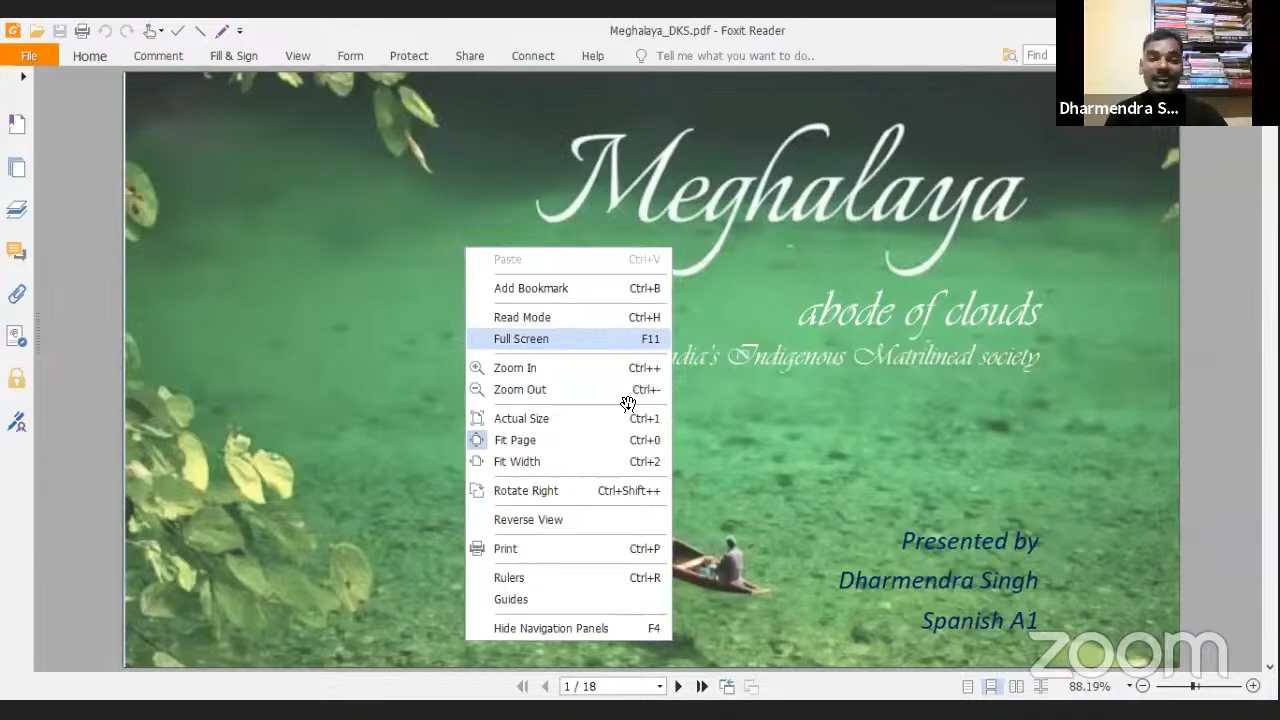 Meghalaya_DKS.pdf - Foxit Reader
File Home Comment Fill & Sign View Form Protect Share Connect Help Tell me what you want to do.. Find
Dharmendra S...
Meghalaya
abode of clouds
ndia's Indigenous Matrilineal society
Paste Ctrl+V
Add Bookmark Ctrl+B
Read Mode Ctrl+H
Full Screen F11
Zoom In Ctrl++
Zoom Out Ctrl+-
Actual Size Ctrl+1
Fit Page Ctrl+0
Fit Width Ctrl+2
Rotate Right Ctrl+Shift++
Reverse View
Print Ctrl+P
Rulers Ctrl+R
Guides
Hide Navigation Panels F4
Presented by
Dharmendra Singh
Spanish A1
zoom
1 / 18
88.19%